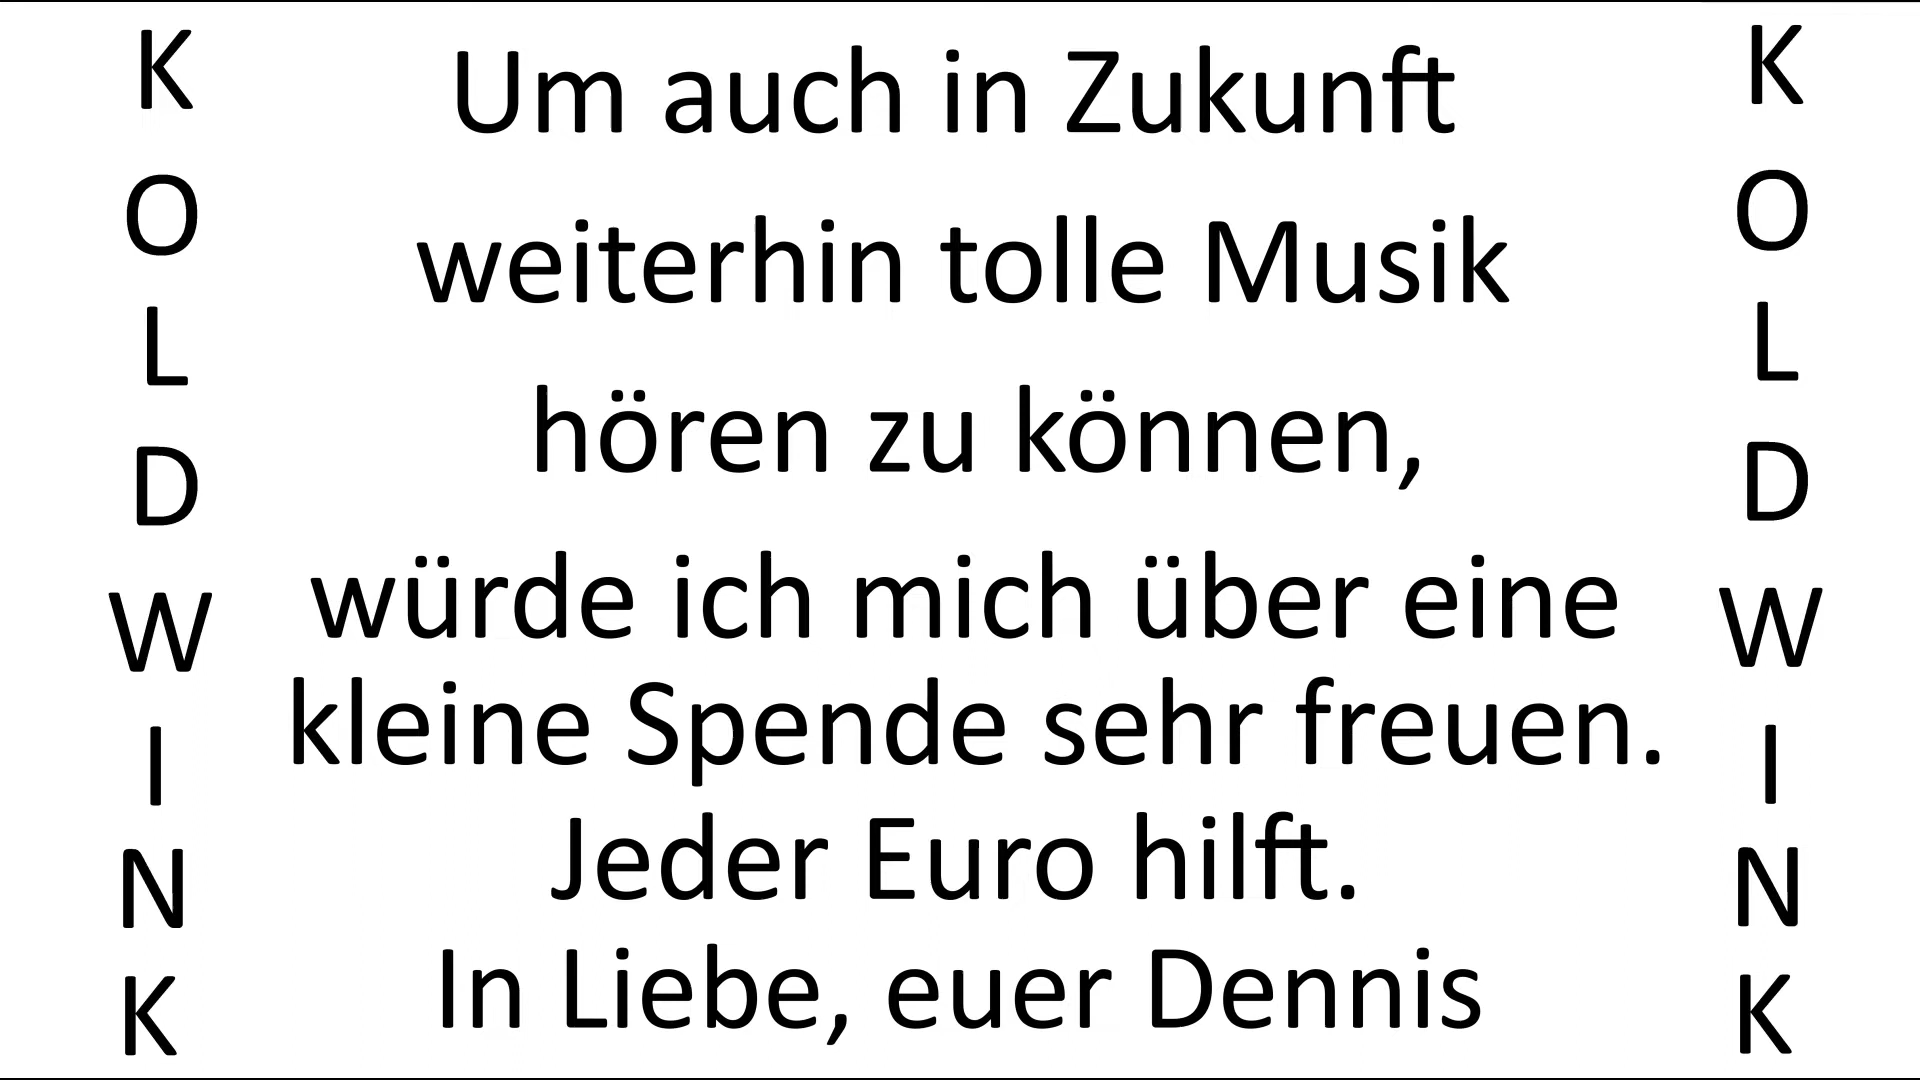 KOLDWINK
Um auch in Zukunft
weiterhin tolle Musik
hören zu können,
würde ich mich über eine
kleine Spende sehr freuen.
Jeder Euro hilft.
In Liebe, euer Dennis
KOLDWINK